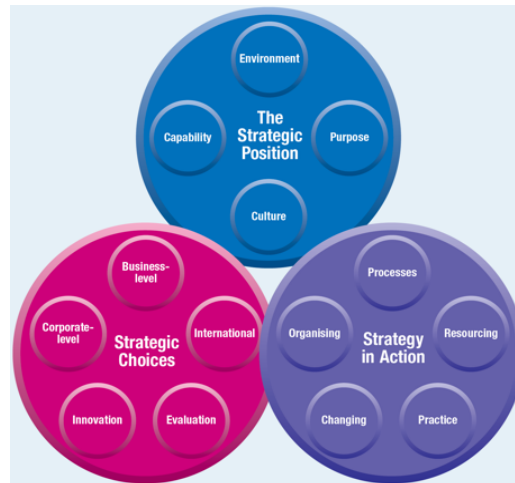 Environment
The
Strategic
Position
Capability
Purpose
Culture
Business-
level
Corporate-
level
International
Strategic
Choices
Innovation
Evaluation
Processes
Organising
Resourcing
Strategy
in Action
Changing
Practice